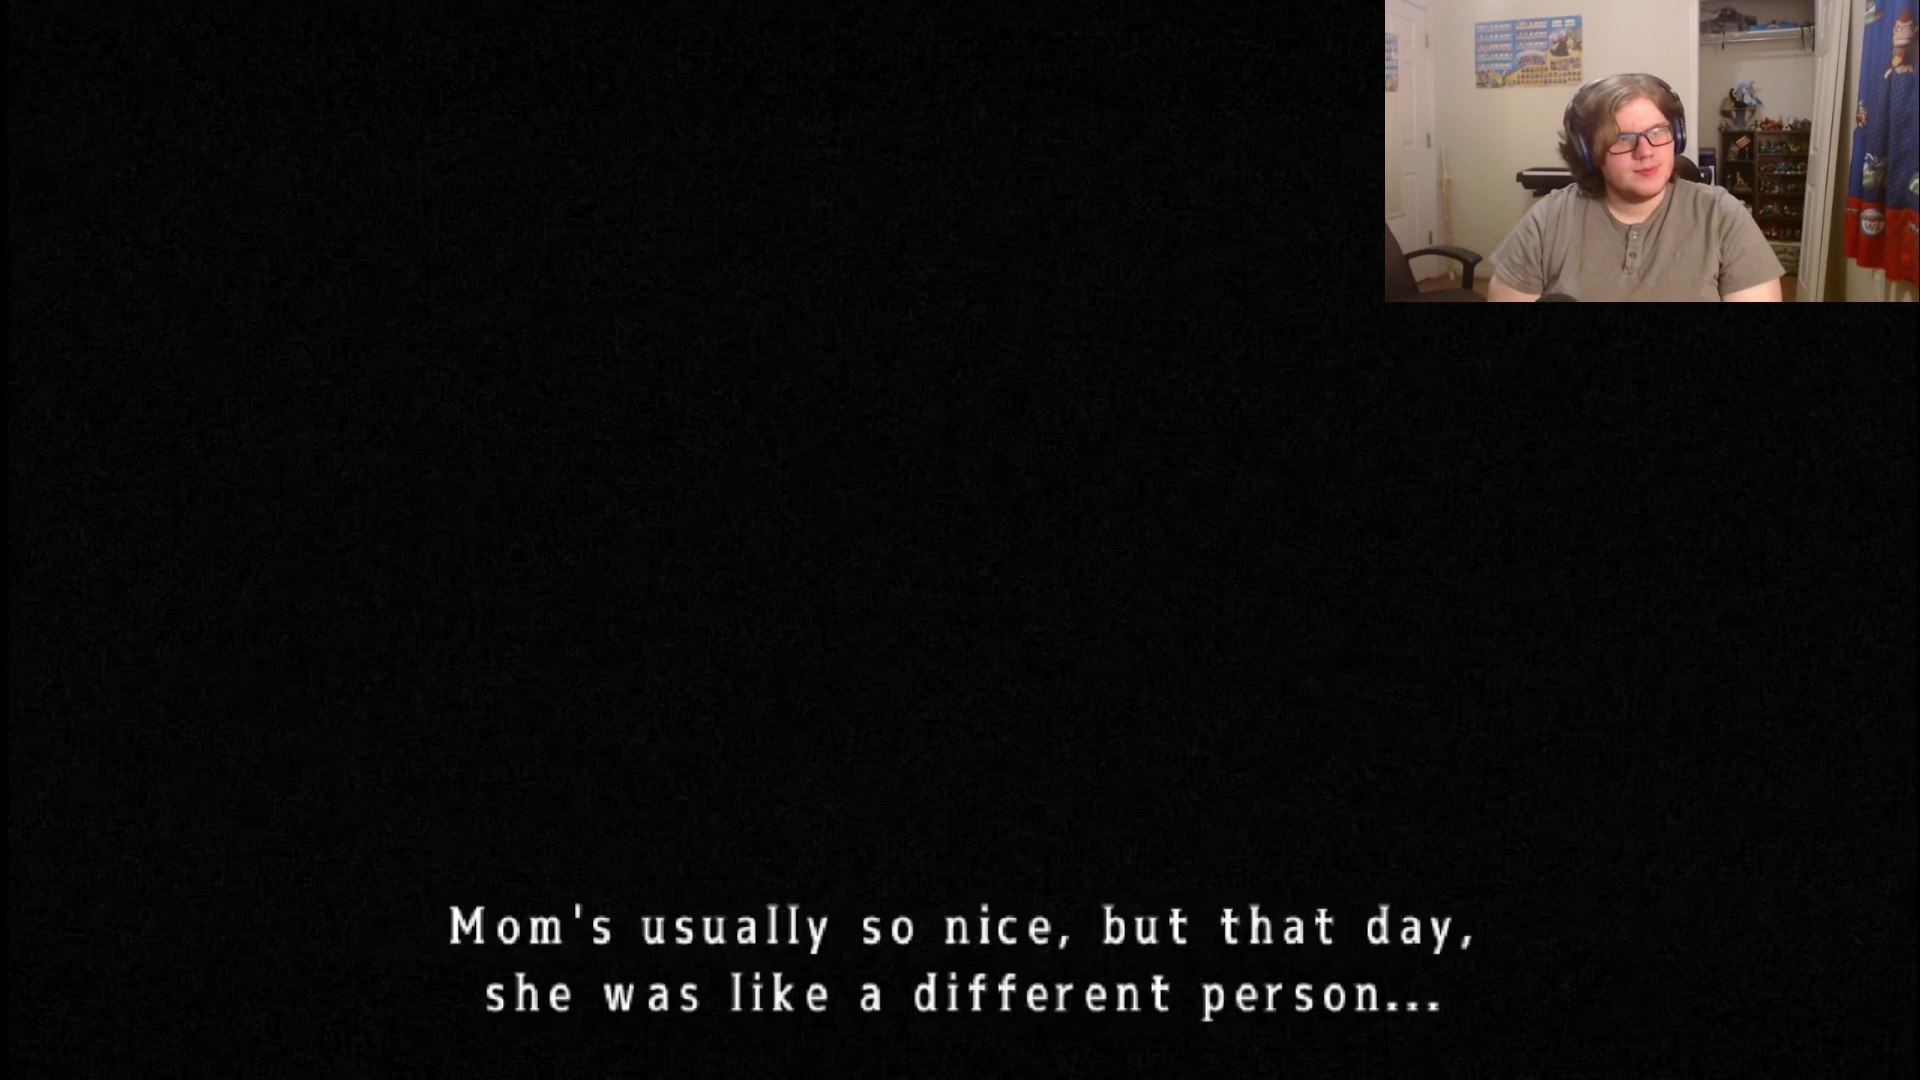 Mom's usually so nice, but that day,
she was like a different person...